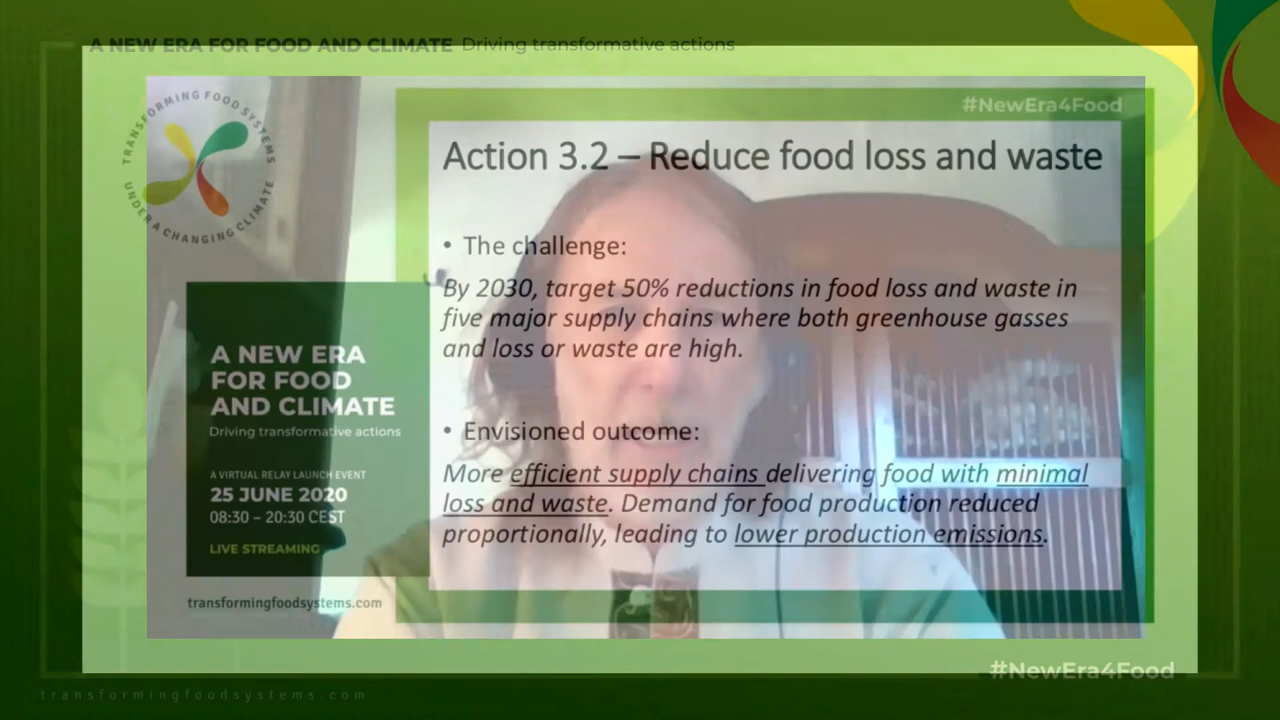 A NEW ERA FOR FOOD AND CLIMATE Driving transformative actions
#NewEra4Food
TRANSFORMING FOOD SYSTEMS
UNDER A CHANGING CLIMATE
Action 3.2 – Reduce food loss and waste
• The challenge:
By 2030, target 50% reductions in food loss and waste in
five major supply chains where both greenhouse gasses
and loss or waste are high.
• Envisioned outcome:
More efficient supply chains delivering food with minimal
loss and waste. Demand for food production reduced
proportionally, leading to lower production emissions.
A NEW ERA
FOR FOOD
AND CLIMATE
Driving transformative actions
A VIRTUAL RELAY LAUNCH EVENT
25 JUNE 2020
08:30 – 20:30 CEST
LIVE STREAMING
transformingfoodsystems.com
#NewEra4Food
transformingfoodsystems.com